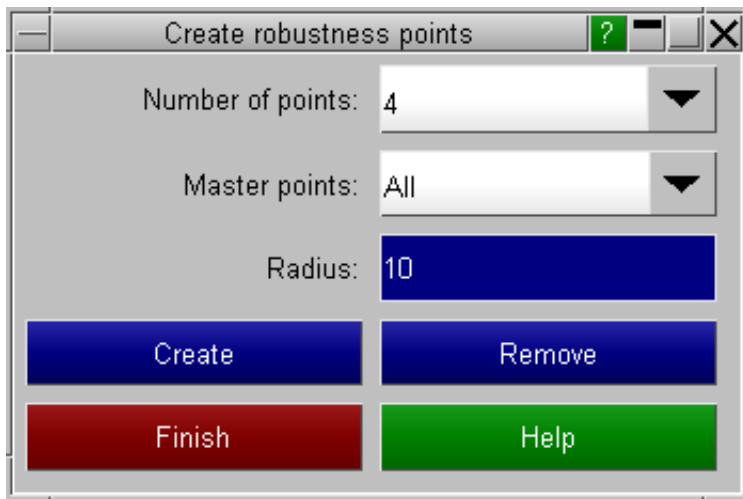 Create robustness points ?
Number of points: 4
Master points: All
Radius: 10
Create Remove
Finish Help